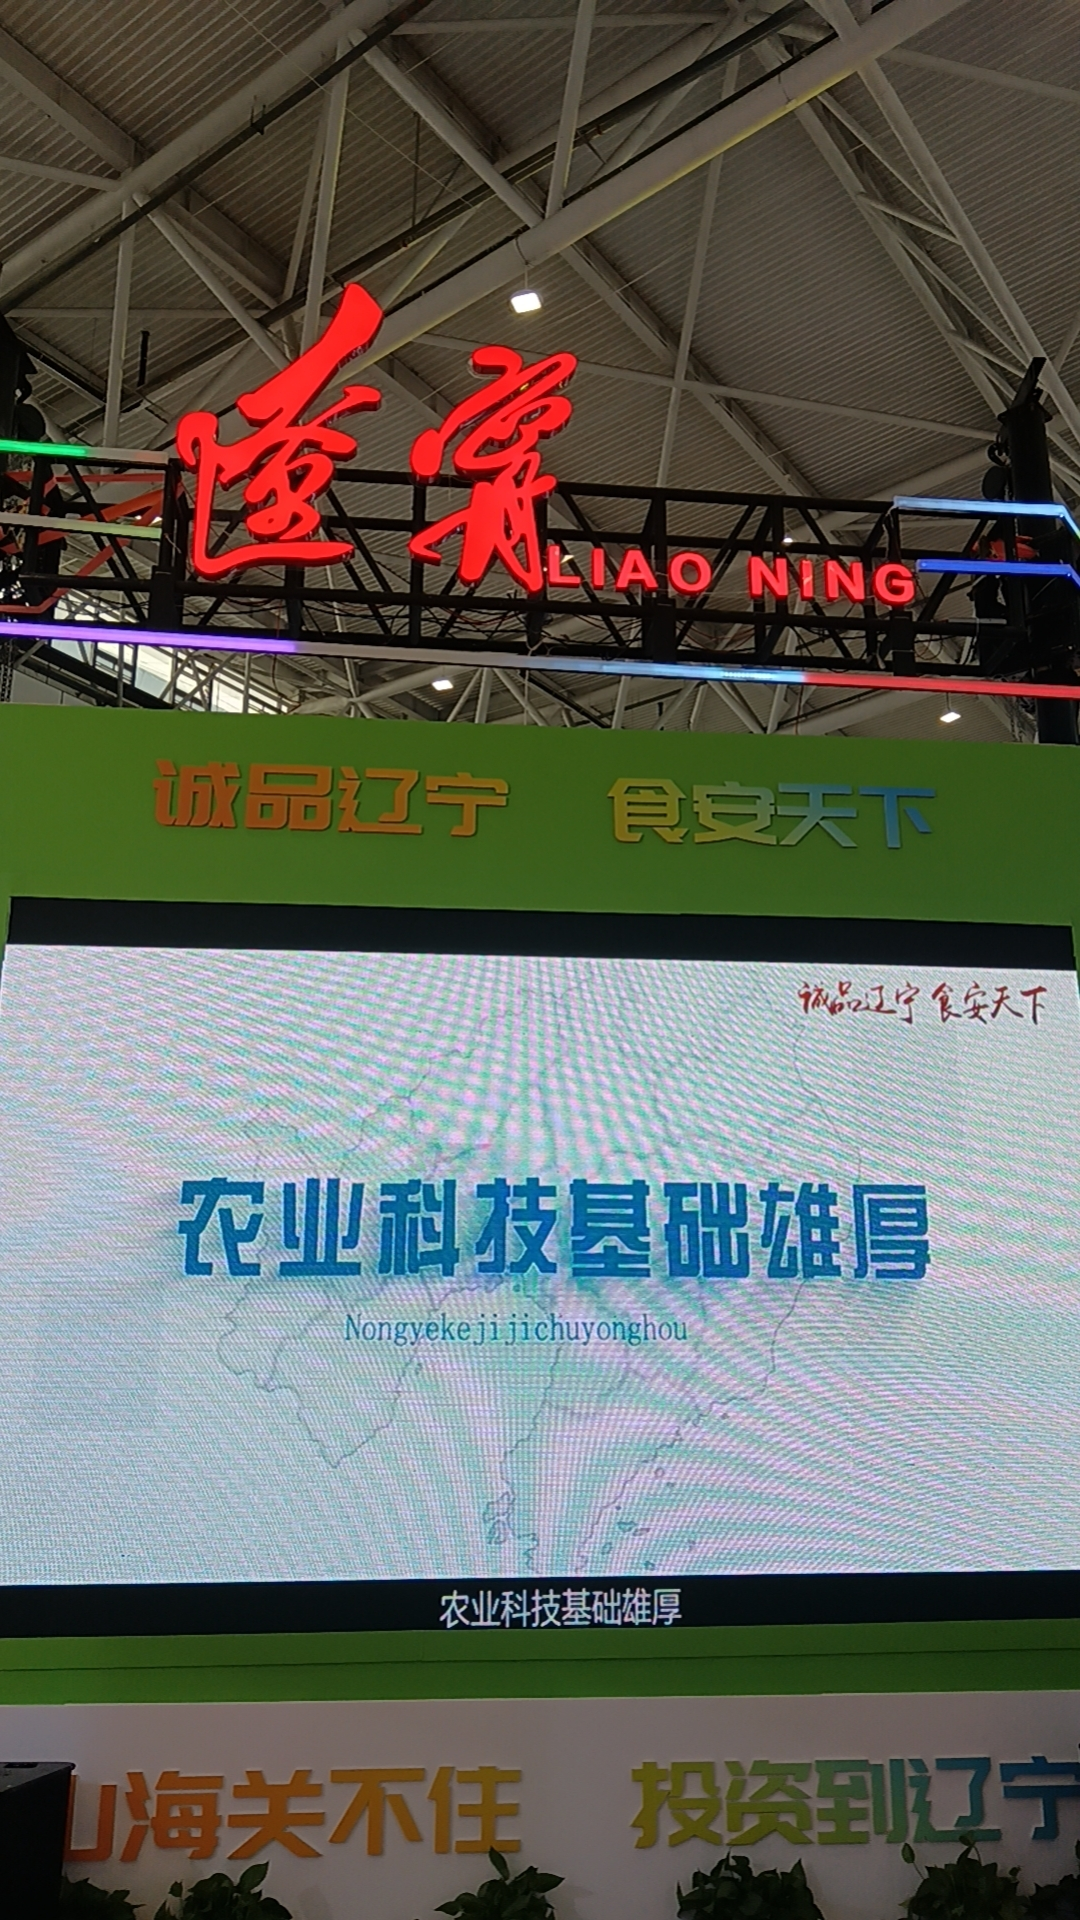 遼寧
LIAO NING
诚品辽宁 食安天下
诚品辽宁 食安天下
农业科技基础雄厚
Nongyekejijichuyonghou
农业科技基础雄厚
山海关不住 投资到辽宁